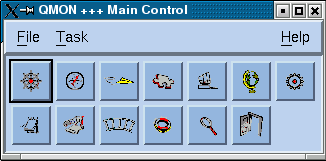 QMON +++ Main Control
File Task Help